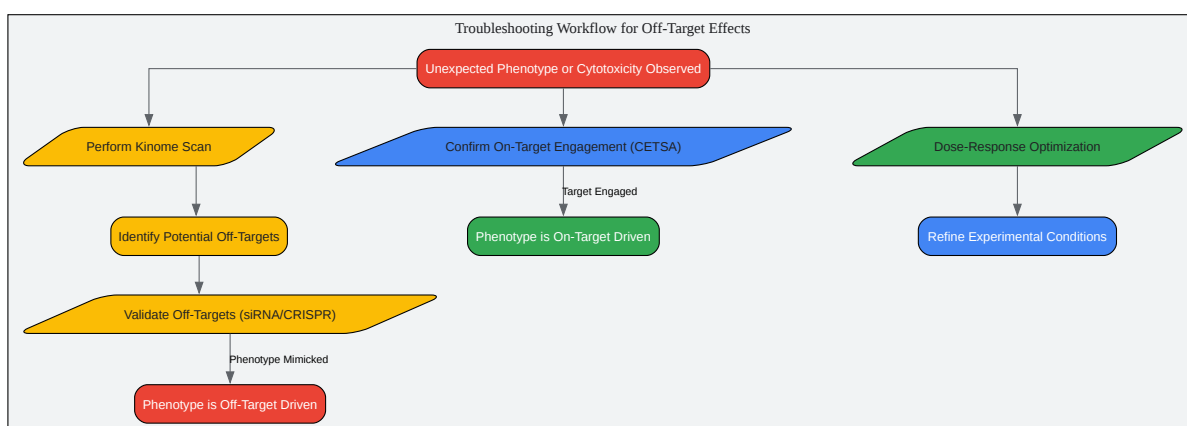 Troubleshooting Workflow for Off-Target Effects
Unexpected Phenotype or Cytotoxicity Observed
Perform Kinome Scan
Confirm On-Target Engagement (CETSA)
Dose-Response Optimization
Target Engaged
Identify Potential Off-Targets
Phenotype is On-Target Driven
Refine Experimental Conditions
Validate Off-Targets (siRNA/CRISPR)
Phenotype Mimicked
Phenotype is Off-Target Driven